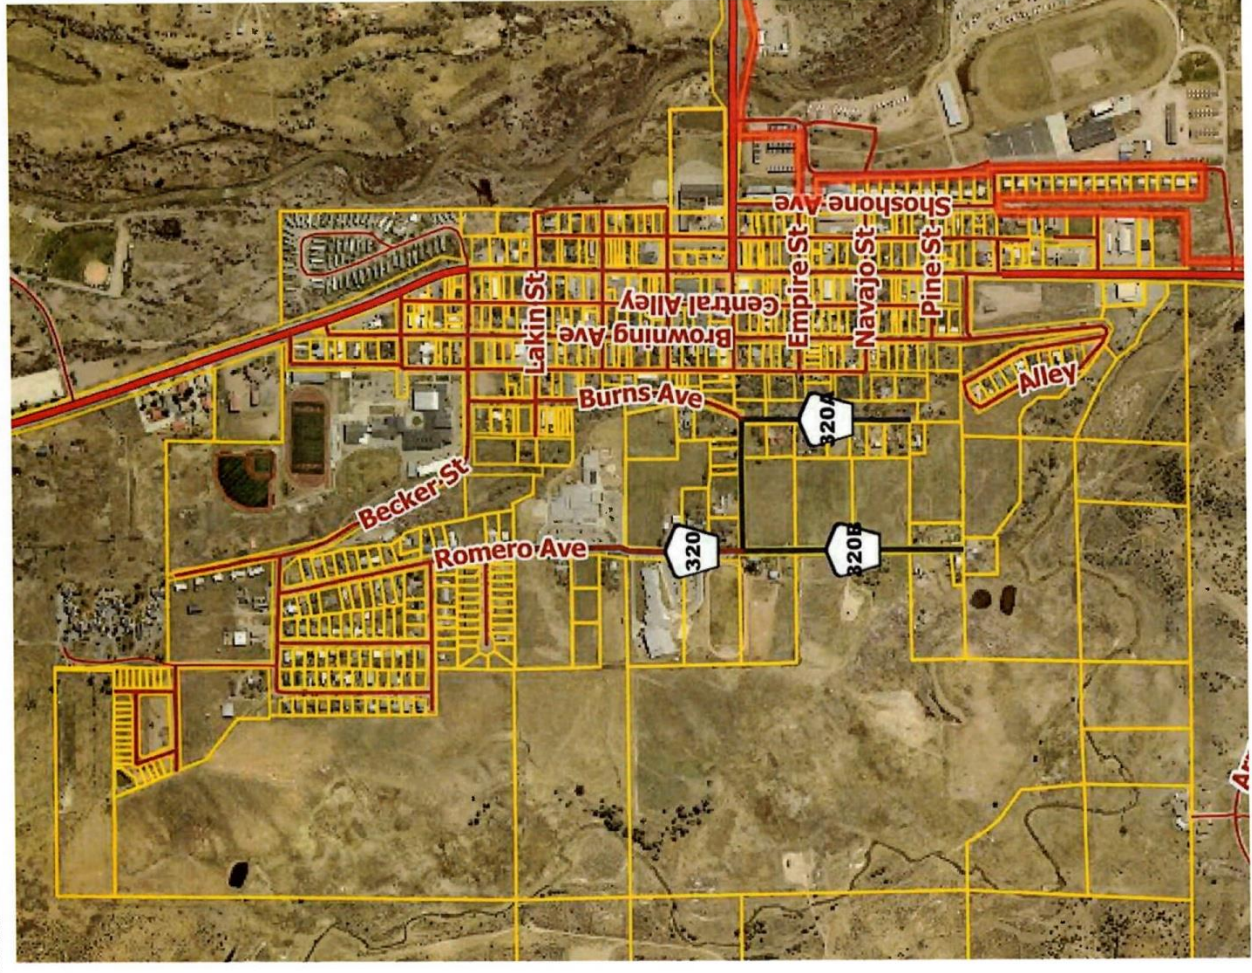 Shoshone Ave
Empire St
Navajo St
Pine St
Lakin St
Central Alley
Browning Ave
Burns Ave
Alley
320A
Becker St
Romero Ave
320
320B